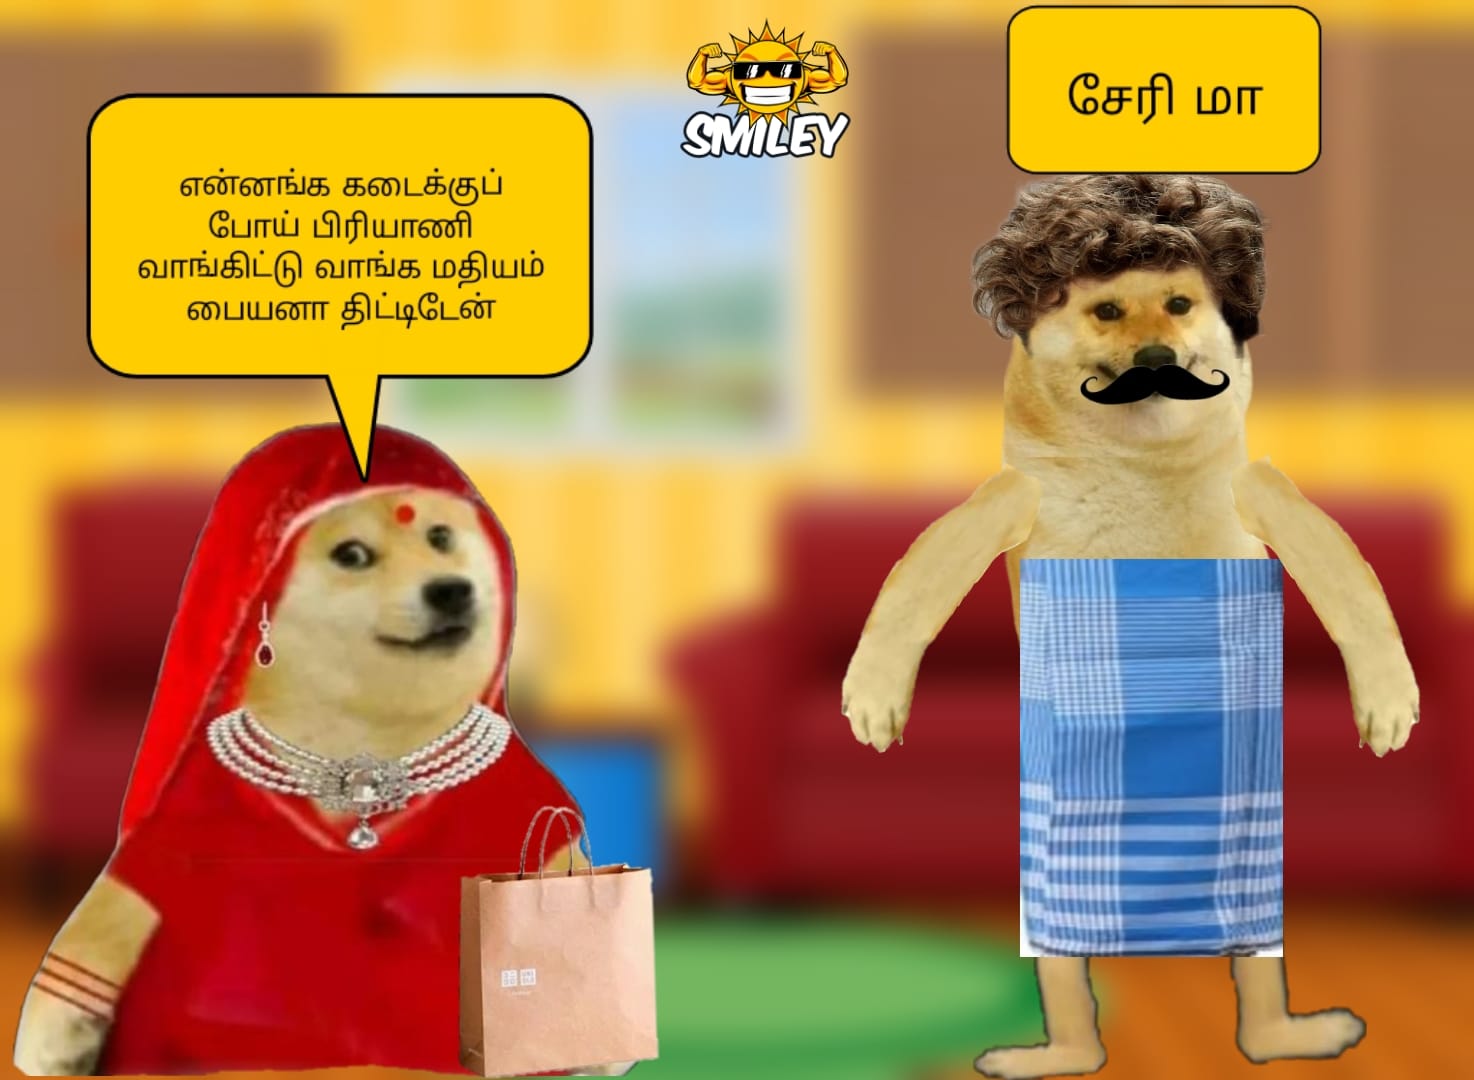 என்னங்க கடைக்குப்
போய் பிரியாணி
வாங்கிட்டு வாங்க மதியம்
பையனா திட்டிடேன்
SMILEY
சேரி மா